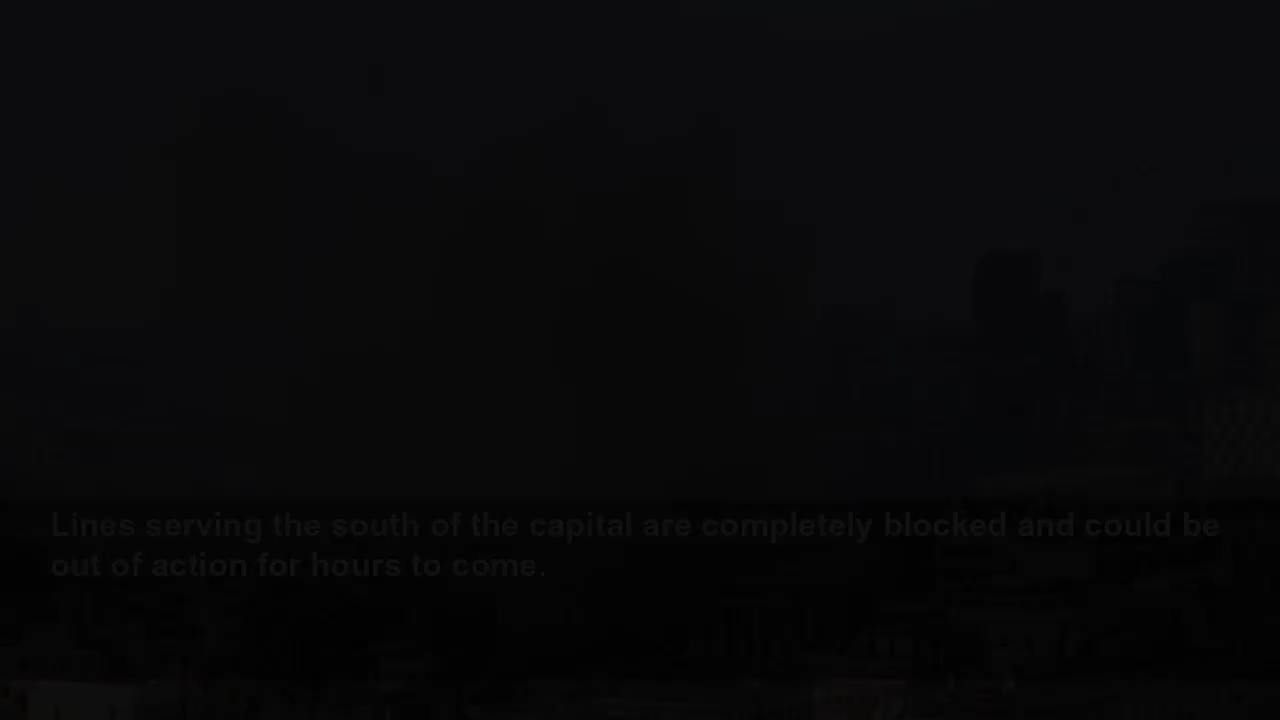 Lines serving the south of the capital are completely blocked and could be
out of action for hours to come.